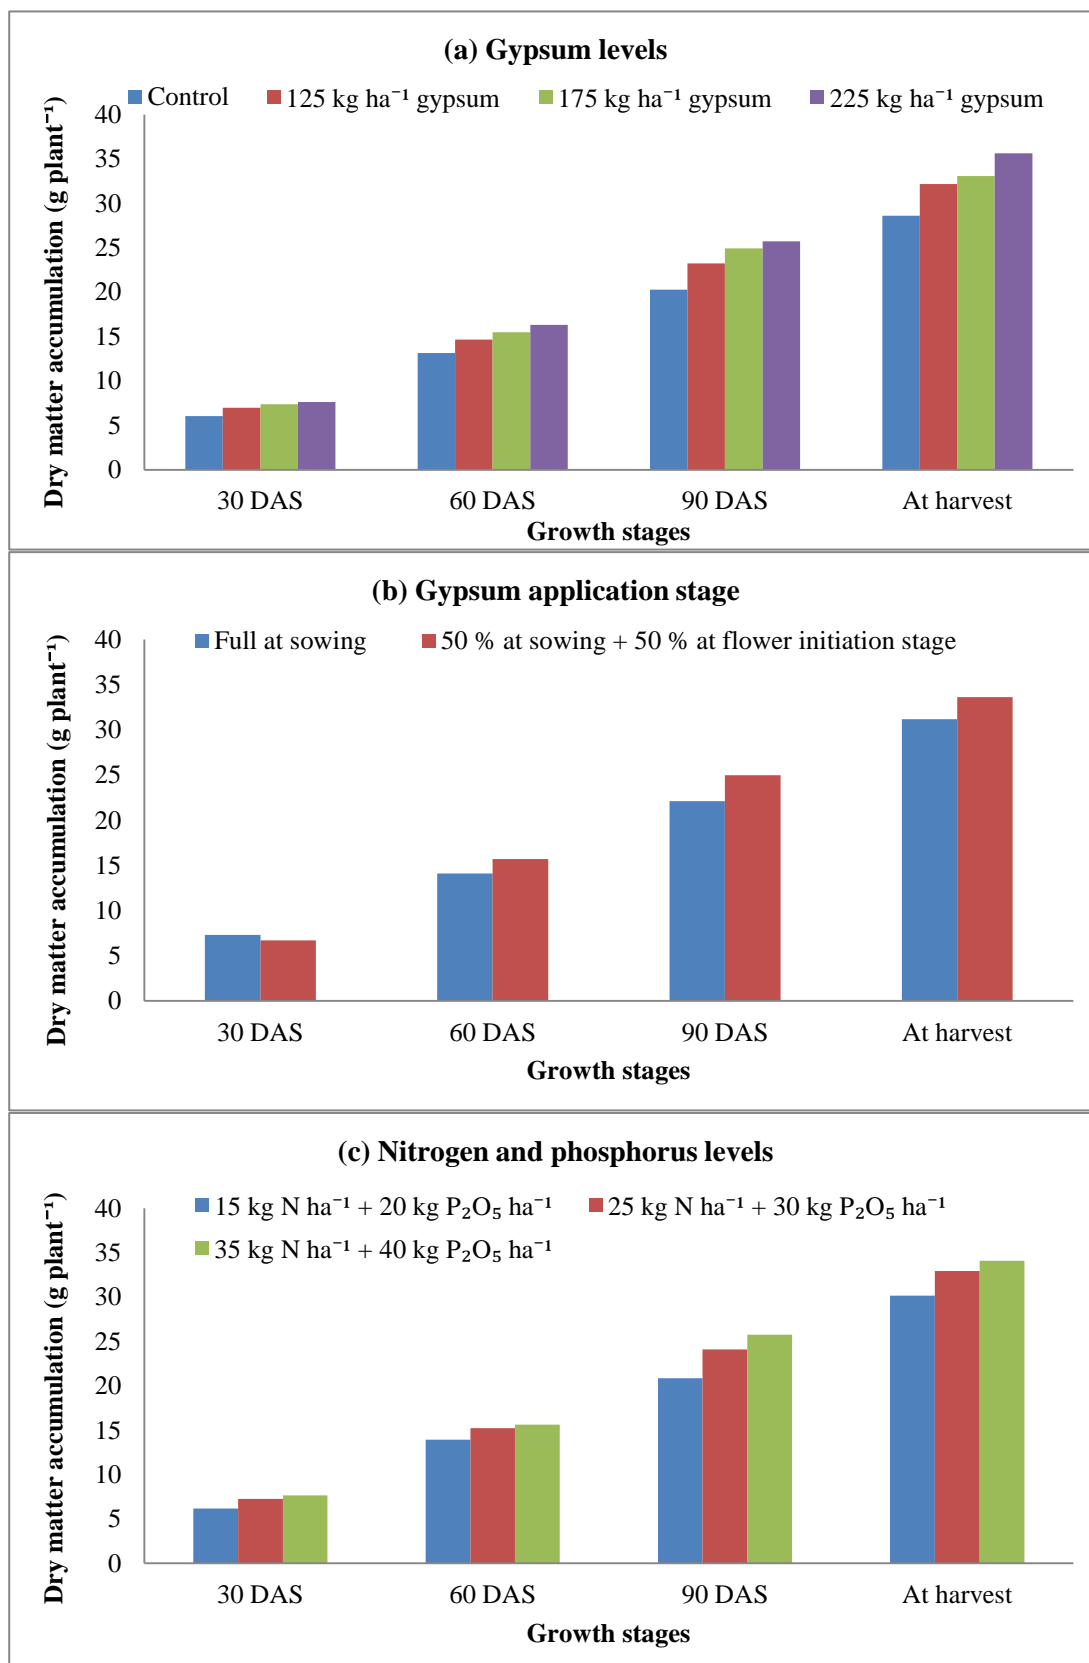 (a) Gypsum levels
Control 125 kg ha⁻¹ gypsum 175 kg ha⁻¹ gypsum 225 kg ha⁻¹ gypsum
Dry matter accumulation (g plant⁻¹)
40
35
30
25
20
15
10
5
0
30 DAS 60 DAS 90 DAS At harvest
Growth stages
(b) Gypsum application stage
Full at sowing 50 % at sowing + 50 % at flower initiation stage
Dry matter accumulation (g plant⁻¹)
40
35
30
25
20
15
10
5
0
30 DAS 60 DAS 90 DAS At harvest
Growth stages
(c) Nitrogen and phosphorus levels
15 kg N ha⁻¹ + 20 kg P₂O₅ ha⁻¹ 25 kg N ha⁻¹ + 30 kg P₂O₅ ha⁻¹
35 kg N ha⁻¹ + 40 kg P₂O₅ ha⁻¹
Dry matter accumulation (g plant⁻¹)
40
35
30
25
20
15
10
5
0
30 DAS 60 DAS 90 DAS At harvest
Growth stages